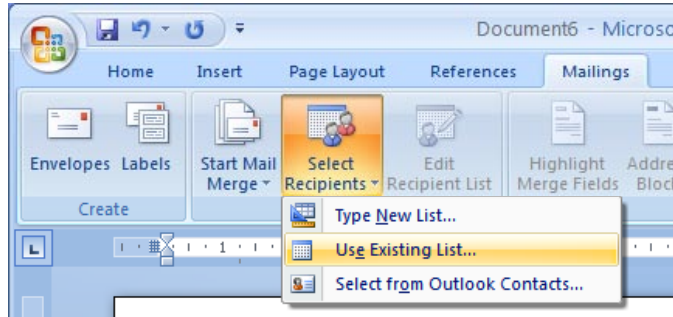 Document6 - Microso
Home Insert Page Layout References Mailings
Envelopes Labels Start Mail Merge Select Recipients Edit Recipient List Highlight Merge Fields Addre Bloc
Create
Type New List...
L 1 Use Existing List...
Select from Outlook Contacts...